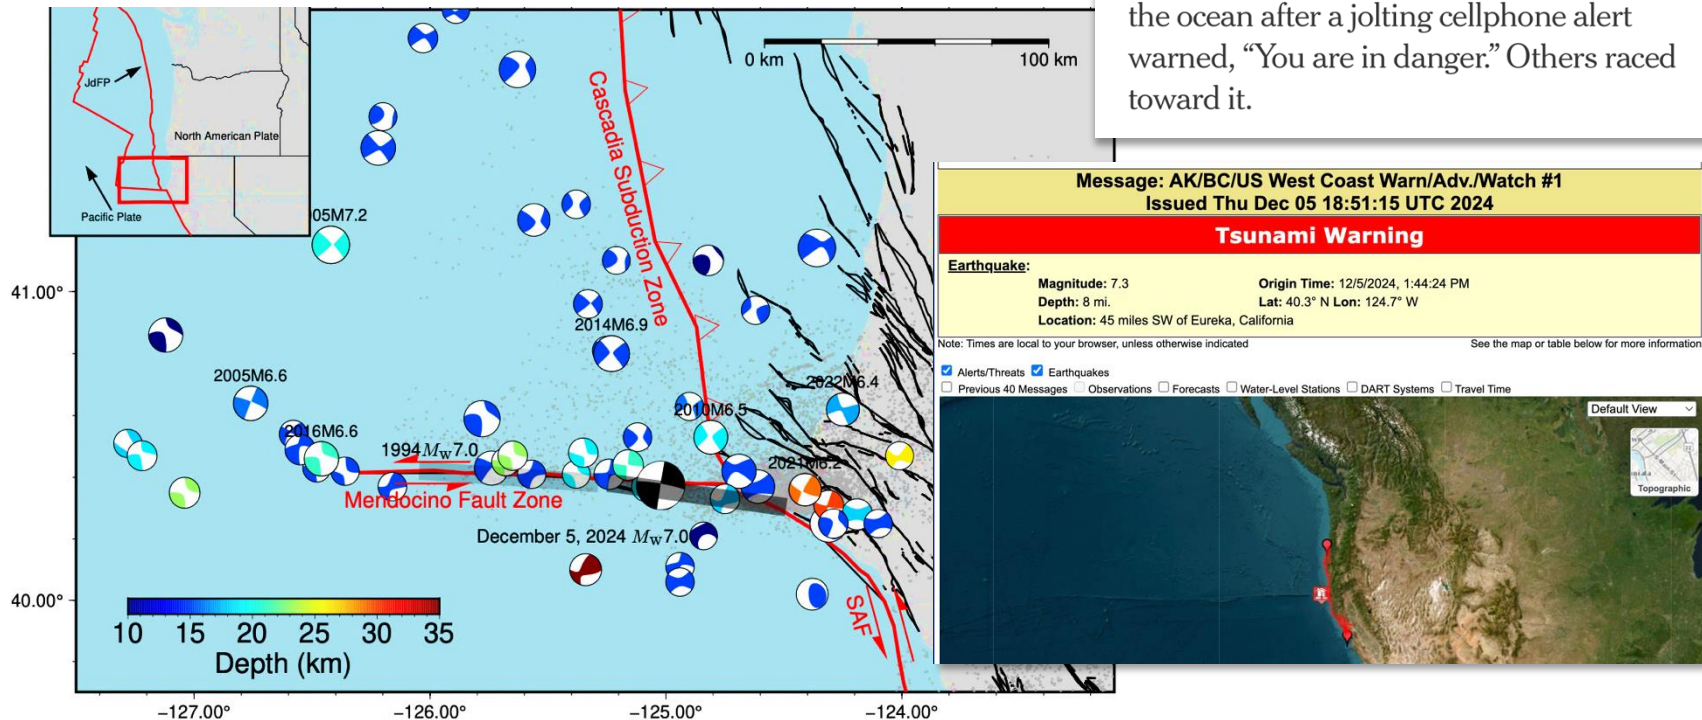 the ocean after a jolting cellphone alert
warned, “You are in danger.” Others raced
toward it.
JdFP
North American Plate
Pacific Plate
0 km
100 km
Cascadia Subduction Zone
05M7.2
41.00°
2014M6.9
2005M6.6
2022M6.4
2010M6.5
2016M6.6
1994Mw7.0
2021M6.2
Mendocino Fault Zone
December 5, 2024 Mw7.0
40.00°
SAF
10 15 20 25 30 35
Depth (km)
−127.00° −126.00° −125.00° −124.00°
Message: AK/BC/US West Coast Warn/Adv./Watch #1
Issued Thu Dec 05 18:51:15 UTC 2024
Tsunami Warning
Earthquake:
Magnitude: 7.3 Origin Time: 12/5/2024, 1:44:24 PM
Depth: 8 mi. Lat: 40.3° N Lon: 124.7° W
Location: 45 miles SW of Eureka, California
Note: Times are local to your browser, unless otherwise indicated See the map or table below for more information
Alerts/Threats Earthquakes
Previous 40 Messages Observations Forecasts Water-Level Stations DART Systems Travel Time
Default View
Topographic